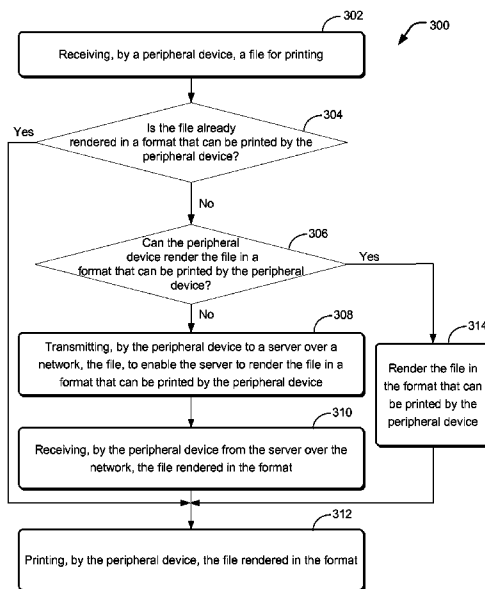 302
300
Receiving, by a peripheral device, a file for printing
304
Yes
Is the file already
rendered in a format that can be printed by the
peripheral device?
No
306
Can the peripheral
device render the file in a
format that can be printed by the peripheral
device?
Yes
No
308
314
Transmitting, by the peripheral device to a server over a
network, the file, to enable the server to render the file in a
format that can be printed by the peripheral device
Render the file in
the format that can
be printed by the
peripheral device
310
Receiving, by the peripheral device from the server over the
network, the file rendered in the format
312
Printing, by the peripheral device, the file rendered in the format